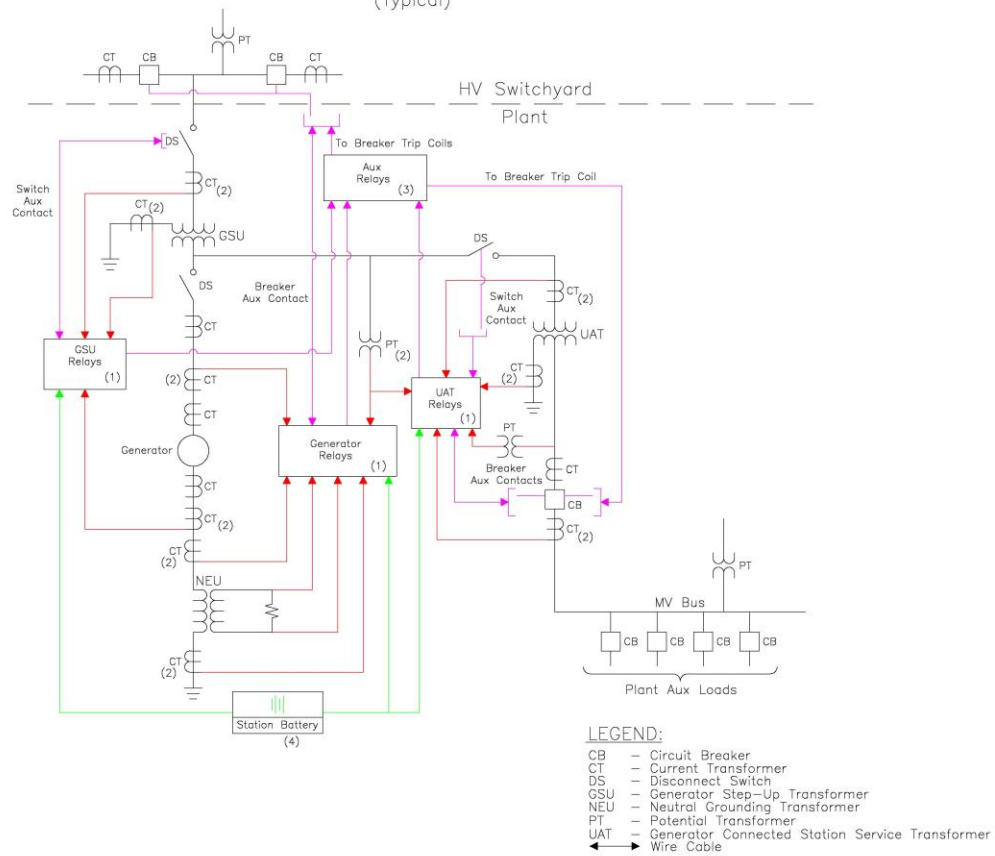 (Typical)
PT
CT
CB
CB
CT
HV Switchyard
Plant
DS
To Breaker Trip Coils
Aux
Relays
(3)
To Breaker Trip Coil
Switch
Aux
Contact
CT
(2)
CT
(2)
GSU
DS
DS
Breaker
Aux Contact
Switch
Aux
Contact
CT
(2)
UAT
CT
PT
(2)
CT
(2)
GSU
Relays
(1)
(2)
CT
UAT
Relays
(1)
CT
PT
Generator
Generator
Relays
(1)
Breaker
Aux Contacts
CT
CT
CB
CT
(2)
CT
(2)
CT
(2)
PT
NEU
MV Bus
CB
CB
CB
CB
CT
(2)
Plant Aux Loads
Station Battery
(4)
LEGEND:
CB – Circuit Breaker
CT – Current Transformer
DS – Disconnect Switch
GSU – Generator Step-Up Transformer
NEU – Neutral Grounding Transformer
PT – Potential Transformer
UAT – Generator Connected Station Service Transformer
Wire Cable